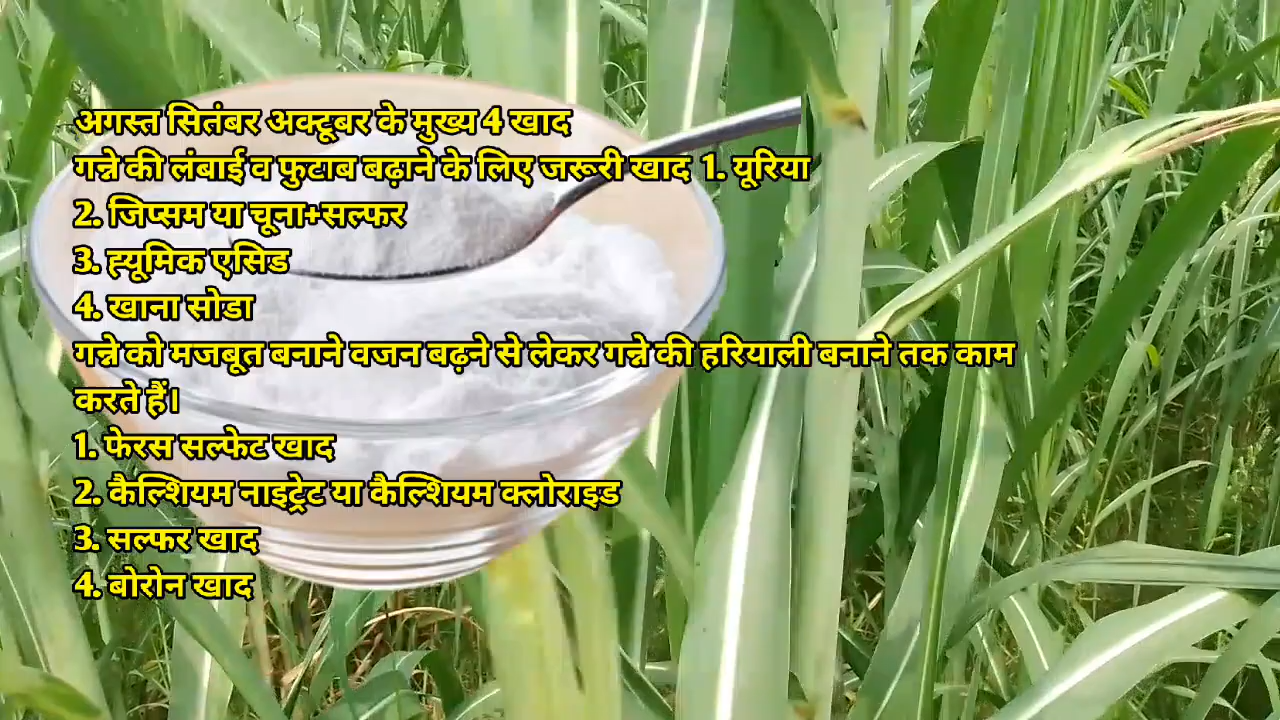 अगस्त सितंबर अक्टूबर के मुख्य 4 खाद
गन्ने की लंबाई व फुटाब बढ़ाने के लिए जरूरी खाद 1. यूरिया
2. जिप्सम या चूना+सल्फर
3. ह्यूमिक एसिड
4. खाना सोडा
गन्ने को मजबूत बनाने वजन बढ़ने से लेकर गन्ने की हरियाली बनाने तक काम
करते हैं।
1. फेरस सल्फेट खाद
2. कैल्शियम नाइट्रेट या कैल्शियम क्लोराइड
3. सल्फर खाद
4. बोरोन खाद